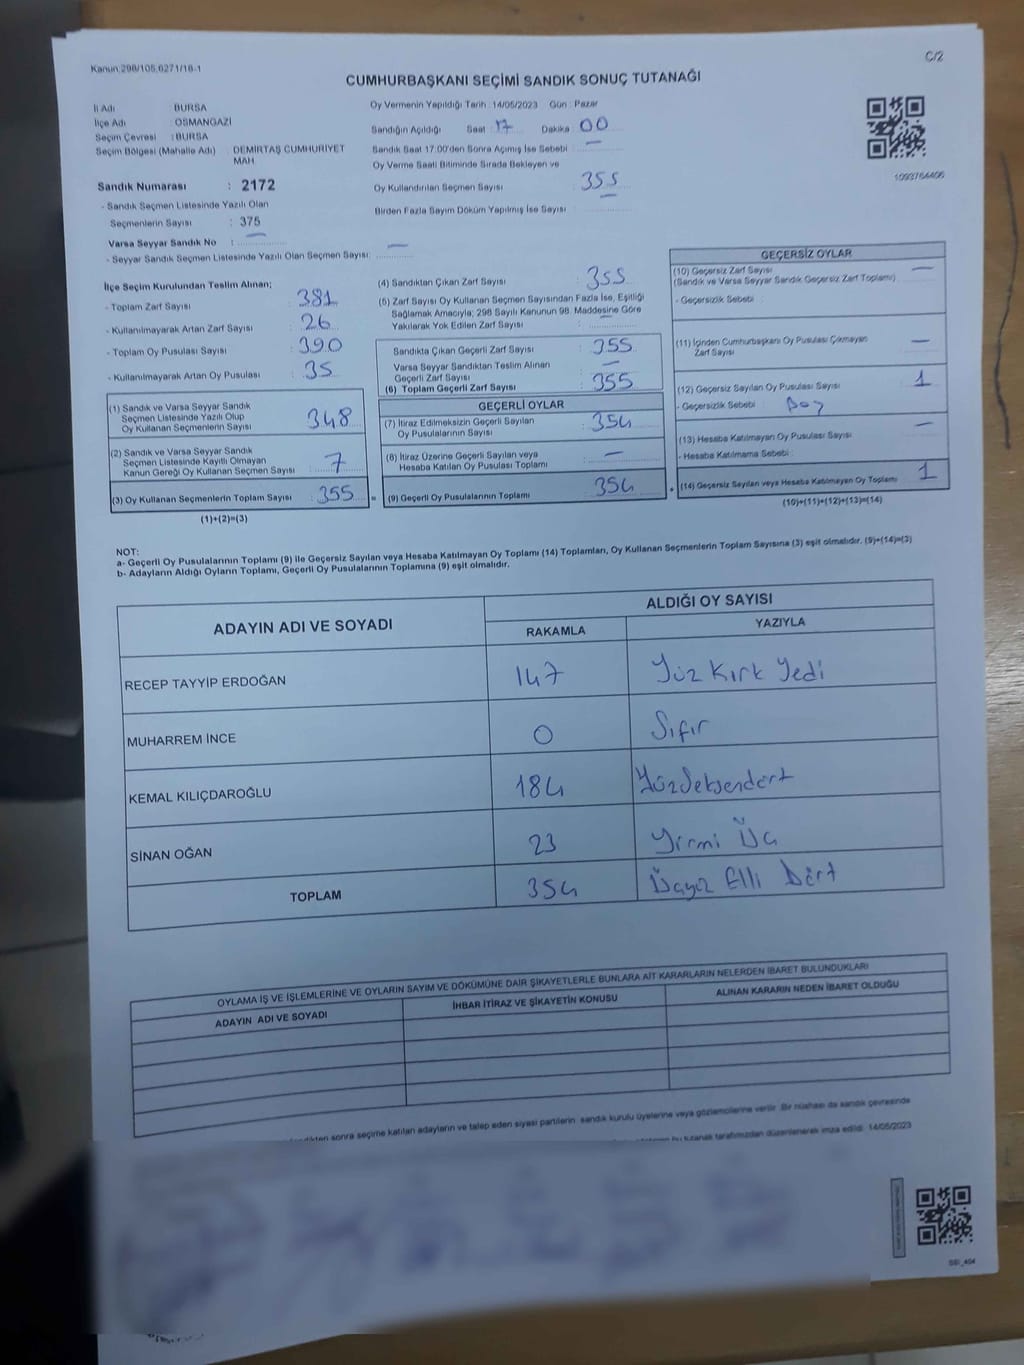 Kanun:298/105,6271/16-1
C/2
CUMHURBAŞKANI SEÇİMİ SANDIK SONUÇ TUTANAĞI
İl Adı : BURSA
İlçe Adı : OSMANGAZİ
Seçim Çevresi : BURSA
Seçim Bölgesi (Mahalle Adı) : DEMİRTAŞ CUMHURİYET MAH
Sandık Numarası : 2172
- Sandık Seçmen Listesinde Yazılı Olan
Seçmenlerin Sayısı : 375
Varsa Seyyar Sandık No : —
- Seyyar Sandık Seçmen Listesinde Yazılı Olan Seçmen Sayısı: —
Oy Vermenin Yapıldığı Tarih : 14/05/2023 Gün : Pazar
Sandığın Açıldığı Saat : 17 Dakika : 00
Sandık Saat 17:00'den Sonra Açımış İse Sebebi : —
Oy Verme Saati Bitiminde Sırada Bekleyen ve
Oy Kullandırılan Seçmen Sayısı : 355
Birden Fazla Sayım Döküm Yapılmış İse Sayısı : —
1093764406
İlçe Seçim Kurulundan Teslim Alınan;
- Toplam Zarf Sayısı : 381
- Kullanılmayarak Artan Zarf Sayısı : 26
- Toplam Oy Pusulası Sayısı : 390
- Kullanılmayarak Artan Oy Pusulası : 35
(1) Sandık ve Varsa Seyyar Sandık
Seçmen Listesinde Yazılı Olup
Oy Kullanan Seçmenlerin Sayısı : 348
(2) Sandık ve Varsa Seyyar Sandık
Seçmen Listesinde Kayıtlı Olmayan
Kanun Gereği Oy Kullanan Seçmen Sayısı : 7
(3) Oy Kullanan Seçmenlerin Toplam Sayısı : 355 =
(1)+(2)=(3)
(4) Sandıktan Çıkan Zarf Sayısı : 355
(5) Zarf Sayısı Oy Kullanan Seçmen Sayısından Fazla İse, Eşitliği
Sağlamak Amacıyla; 298 Sayılı Kanunun 98. Maddesine Göre
Yakılarak Yok Edilen Zarf Sayısı : —
Sandıkta Çıkan Geçerli Zarf Sayısı : 355
Varsa Seyyar Sandıktan Teslim Alınan
Geçerli Zarf Sayısı : —
(6) Toplam Geçerli Zarf Sayısı : 355
GEÇERLİ OYLAR
(7) İtiraz Edilmeksizin Geçerli Sayılan
Oy Pusulalarının Sayısı : 354
(8) İtiraz Üzerine Geçerli Sayılan veya
Hesaba Katılan Oy Pusulası Toplamı : —
(9) Geçerli Oy Pusulalarının Toplamı : 354 +
GEÇERSİZ OYLAR
(10) Geçersiz Zarf Sayısı —
(Sandık ve Varsa Seyyar Sandık Geçersiz Zarf Toplamı)
- Geçersizlik Sebebi :
(11) İçinden Cumhurbaşkanı Oy Pusulası Çıkmayan
Zarf Sayısı —
(12) Geçersiz Sayılan Oy Pusulası Sayısı 1
- Geçersizlik Sebebi : Boş
(13) Hesaba Katılmayan Oy Pusulası Sayısı —
- Hesaba Katılmama Sebebi :
(14) Geçersiz Sayılan veya Hesaba Katılmayan Oy Toplamı 1
(10)+(11)+(12)+(13)=(14)
NOT:
a- Geçerli Oy Pusulalarının Toplamı (9) ile Geçersiz Sayılan veya Hesaba Katılmayan Oy Toplamı (14) Toplamları, Oy Kullanan Seçmenlerin Toplam Sayısına (3) eşit olmalıdır. (9)+(14)=(3)
b- Adayların Aldığı Oyların Toplamı, Geçerli Oy Pusulalarının Toplamına (9) eşit olmalıdır.
ADAYIN ADI VE SOYADI
ALDIĞI OY SAYISI
RAKAMLA
YAZIYLA
RECEP TAYYİP ERDOĞAN 147 Yüz Kırk Yedi
MUHARREM İNCE 0 Sıfır
KEMAL KILIÇDAROĞLU 184 Yüzseksendört
SİNAN OĞAN 23 Yirmi Üç
TOPLAM 354 Üçyüz Elli Dört
OYLAMA İŞ VE İŞLEMLERİNE VE OYLARIN SAYIM VE DÖKÜMÜNE DAİR ŞİKAYETLERLE BUNLARA AİT KARARLARIN NELERDEN İBARET BULUNDUKLARI
ADAYIN ADI VE SOYADI
İHBAR İTİRAZ VE ŞİKAYETİN KONUSU
ALINAN KARARIN NEDEN İBARET OLDUĞU
sonra seçime katılan adayların ve talep eden siyasi partilerin sandık kurulu üyelerine veya gözlemcilerine verilir. Bir nüshası da sandık çevresinde
bu tutanak tarafımızdan düzenlenerek imza edildi. 14/05/2023